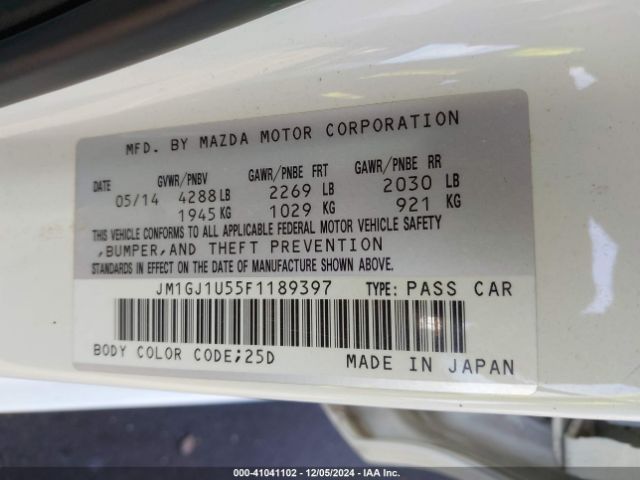 MFD. BY MAZDA MOTOR CORPORATION
DATE GVWR/PNBV GAWR/PNBE FRT GAWR/PNBE RR
05/14 4288 LB 2269 LB 2030 LB
1945 KG 1029 KG 921 KG
THIS VEHICLE CONFORMS TO ALL APPLICABLE FEDERAL MOTOR VEHICLE SAFETY
,BUMPER,AND THEFT PREVENTION
STANDARDS IN EFFECT ON THE DATE OF MANUFACTURE SHOWN ABOVE.
JM1GJ1U55F1189397 TYPE: PASS CAR
BODY COLOR CODE;25D MADE IN JAPAN
000-41041102 - 12/05/2024 - IAA Inc.